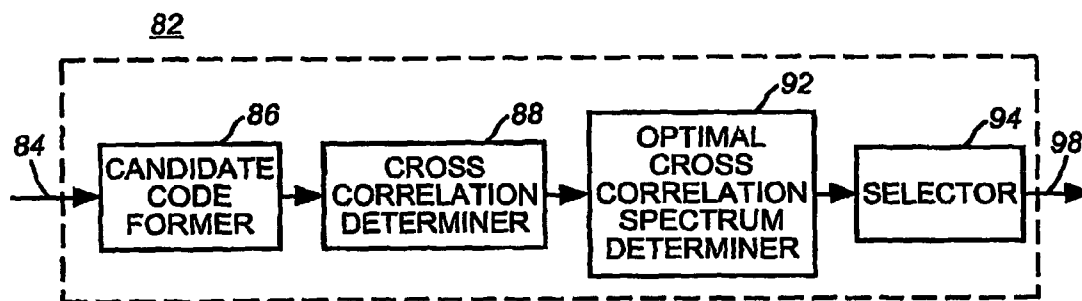 82
84
86
CANDIDATE
CODE
FORMER
88
CROSS
CORRELATION
DETERMINER
92
OPTIMAL
CROSS
CORRELATION
SPECTRUM
DETERMINER
94
SELECTOR
98